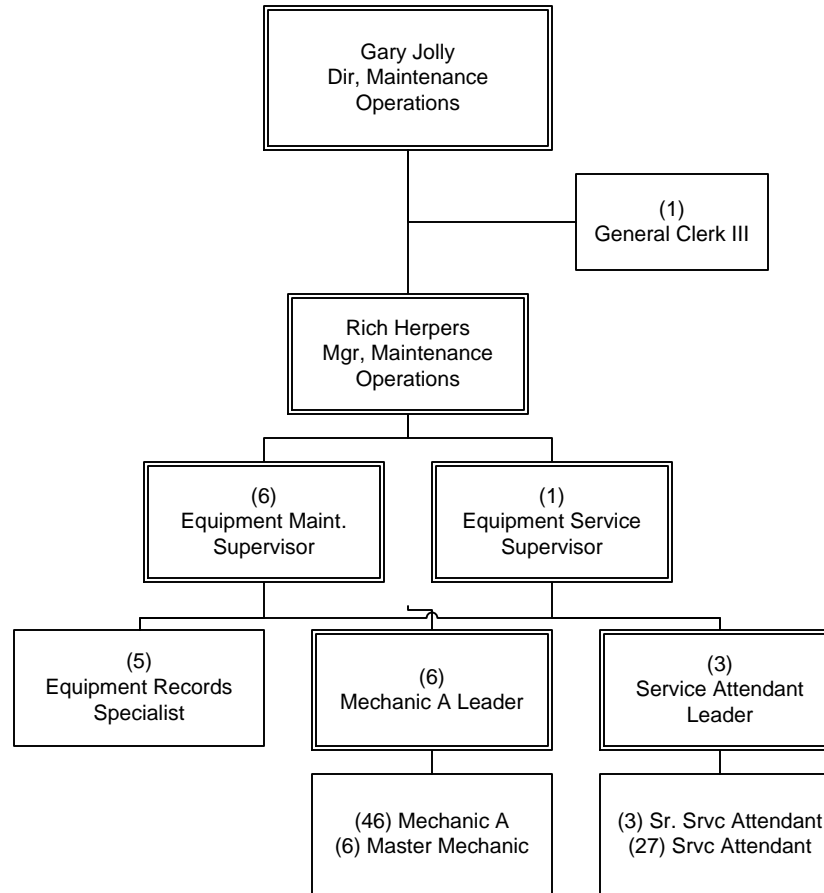 Gary Jolly
Dir, Maintenance
Operations
(1)
General Clerk III
Rich Herpers
Mgr, Maintenance
Operations
(6)
Equipment Maint.
Supervisor
(1)
Equipment Service
Supervisor
(5)
Equipment Records
Specialist
(6)
Mechanic A Leader
(3)
Service Attendant
Leader
(46) Mechanic A
(6) Master Mechanic
(3) Sr. Srvc Attendant
(27) Srvc Attendant